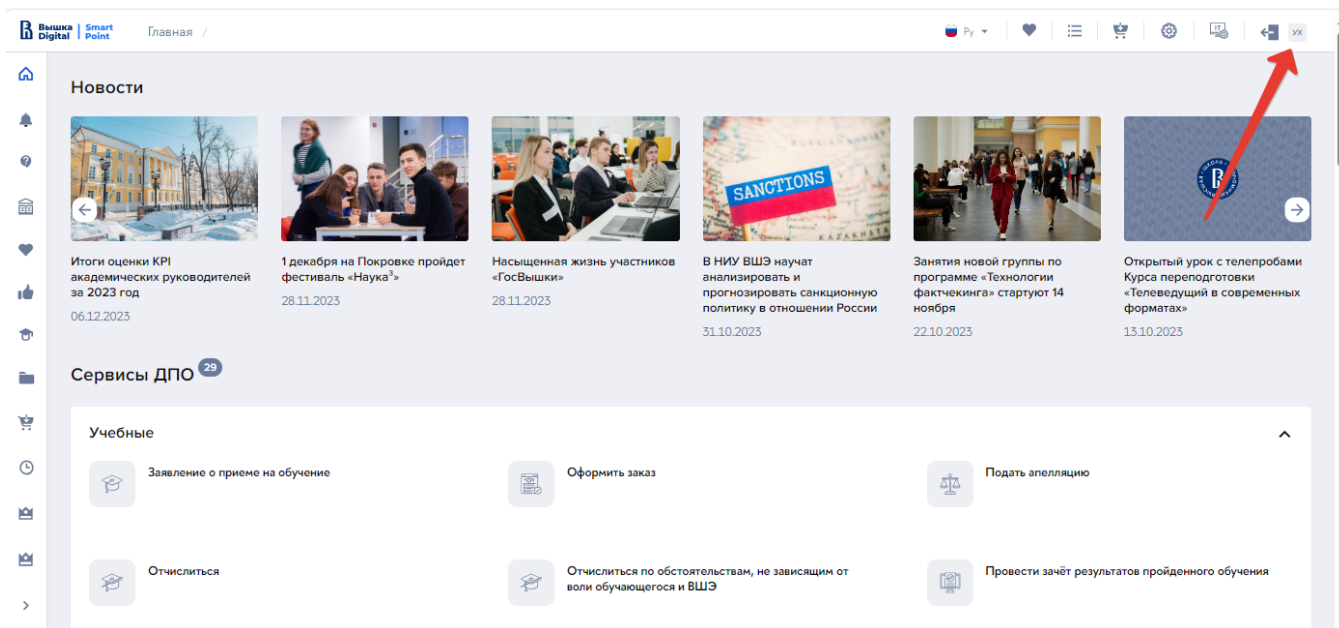 Вышка | Smart
Digital | Point
Главная /
Ру
УХ
Новости
SANCTIONS
Итоги оценки KPI
академических руководителей
за 2023 год
06.12.2023
1 декабря на Покровке пройдет
фестиваль «Наука³»
28.11.2023
Насыщенная жизнь участников
«ГосВышки»
28.11.2023
В НИУ ВШЭ научат
анализировать и
прогнозировать санкционную
политику в отношении России
31.10.2023
Занятия новой группы по
программе «Технологии
фактчекинга» стартуют 14
ноября
22.10.2023
Открытый урок с телепробами
Курса переподготовки
«Телеведущий в современных
форматах»
13.10.2023
Сервисы ДПО 29
Учебные
Заявление о приеме на обучение
Оформить заказ
Подать апелляцию
Отчислиться
Отчислиться по обстоятельствам, не зависящим от
воли обучающегося и ВШЭ
Провести зачёт результатов пройденного обучения